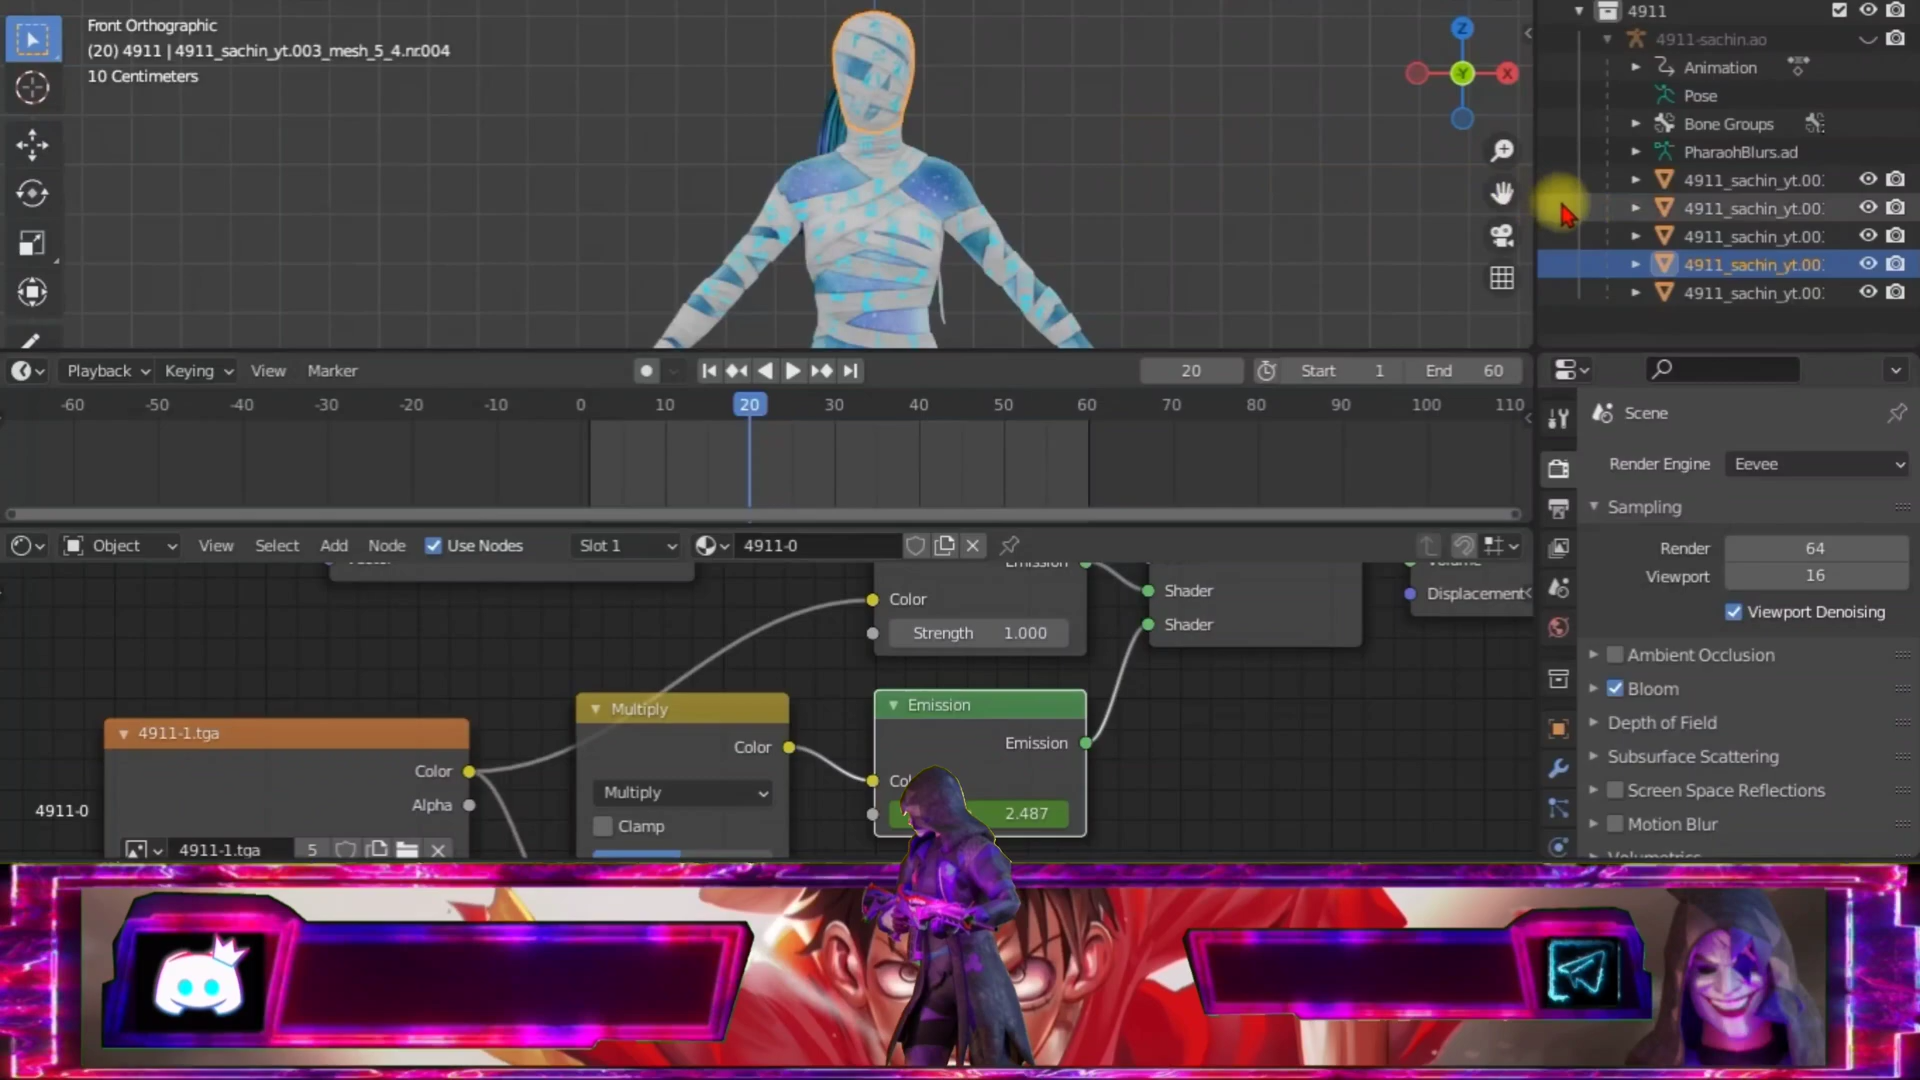 Front Orthographic
(20) 4911 | 4911_sachin_yt.003_mesh_5_4.nr.004
10 Centimeters
Z
X
-Y
4911
4911-sachin.ao
Animation
Pose
Bone Groups
PharaohBlurs.ad
4911_sachin_yt.00
4911_sachin_yt.00
4911_sachin_yt.00
4911_sachin_yt.00
4911_sachin_yt.00
Playback Keying View Marker
20 Start 1 End 60
-60 -50 -40 -30 -20 -10 0 10 20 30 40 50 60 70 80 90 100 110
Object View Select Add Node Use Nodes Slot 1 4911-0
Emission
Color
Strength 1.000
Shader
Shader
Displacement
4911-1.tga
Color
Alpha
4911-1.tga 5
4911-0
Multiply
Color
Multiply
Clamp
Emission
Emission
2.487
Scene
Render Engine Eevee
Sampling
Render 64
Viewport 16
Viewport Denoising
Ambient Occlusion
Bloom
Depth of Field
Subsurface Scattering
Screen Space Reflections
Motion Blur